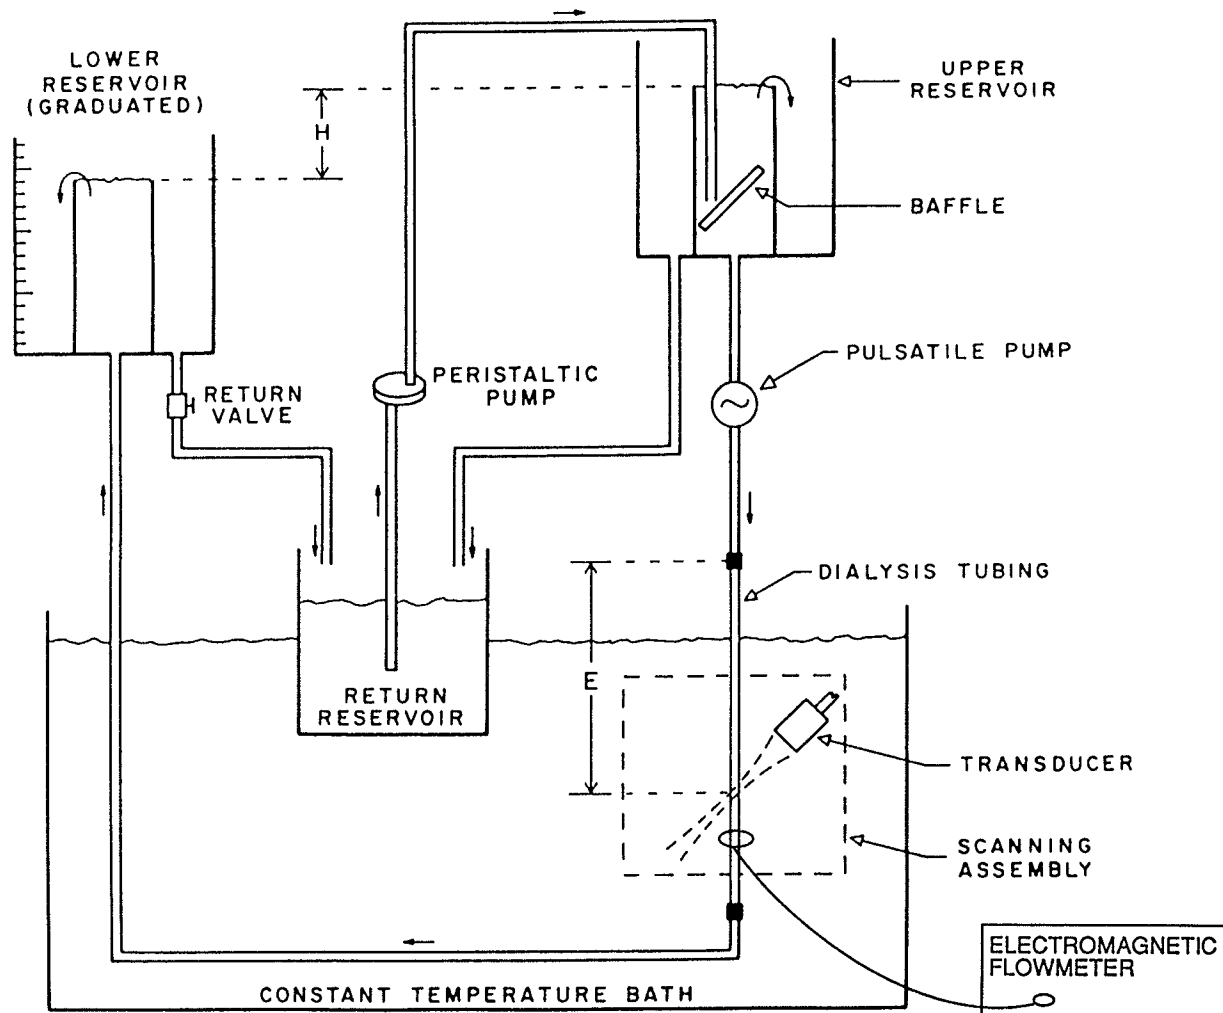 LOWER
RESERVOIR
(GRADUATED)
H
UPPER
RESERVOIR
BAFFLE
PULSATILE PUMP
PERISTALTIC
PUMP
RETURN
VALVE
DIALYSIS TUBING
E
RETURN
RESERVOIR
TRANSDUCER
SCANNING
ASSEMBLY
ELECTROMAGNETIC
FLOWMETER
CONSTANT TEMPERATURE BATH